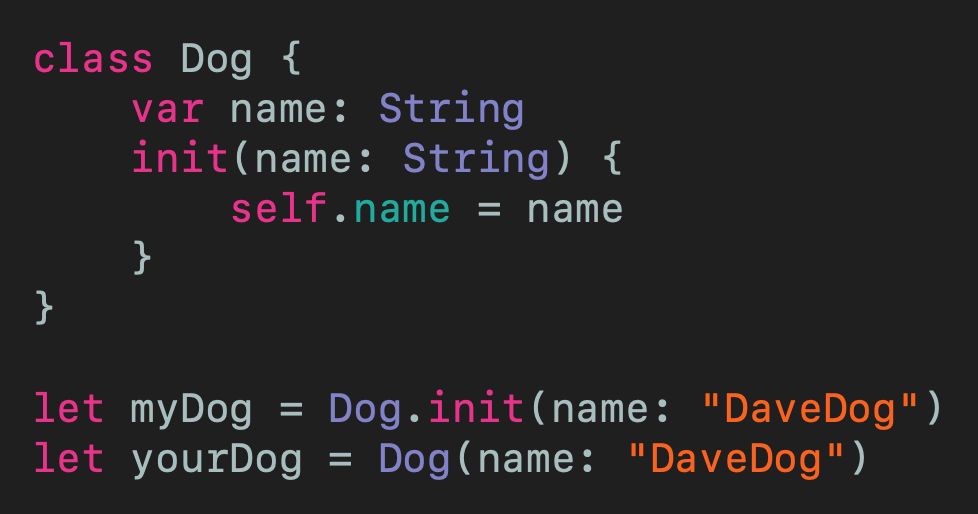 class Dog {
    var name: String
    init(name: String) {
        self.name = name
    }
}

let myDog = Dog.init(name: "DaveDog")
let yourDog = Dog(name: "DaveDog")